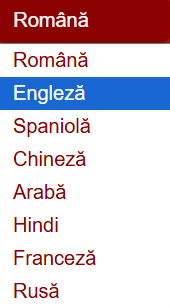 Română
Română
Engleză
Spaniolă
Chineză
Arabă
Hindi
Franceză
Rusă